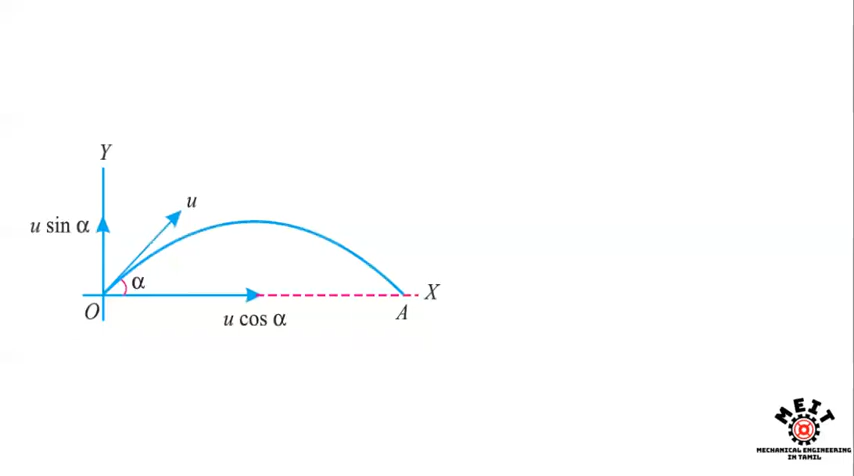 Y
u
u sin α
α
X
O
A
u cos α
MEIT
MECHANICAL ENGINEERING
IN TAMIL